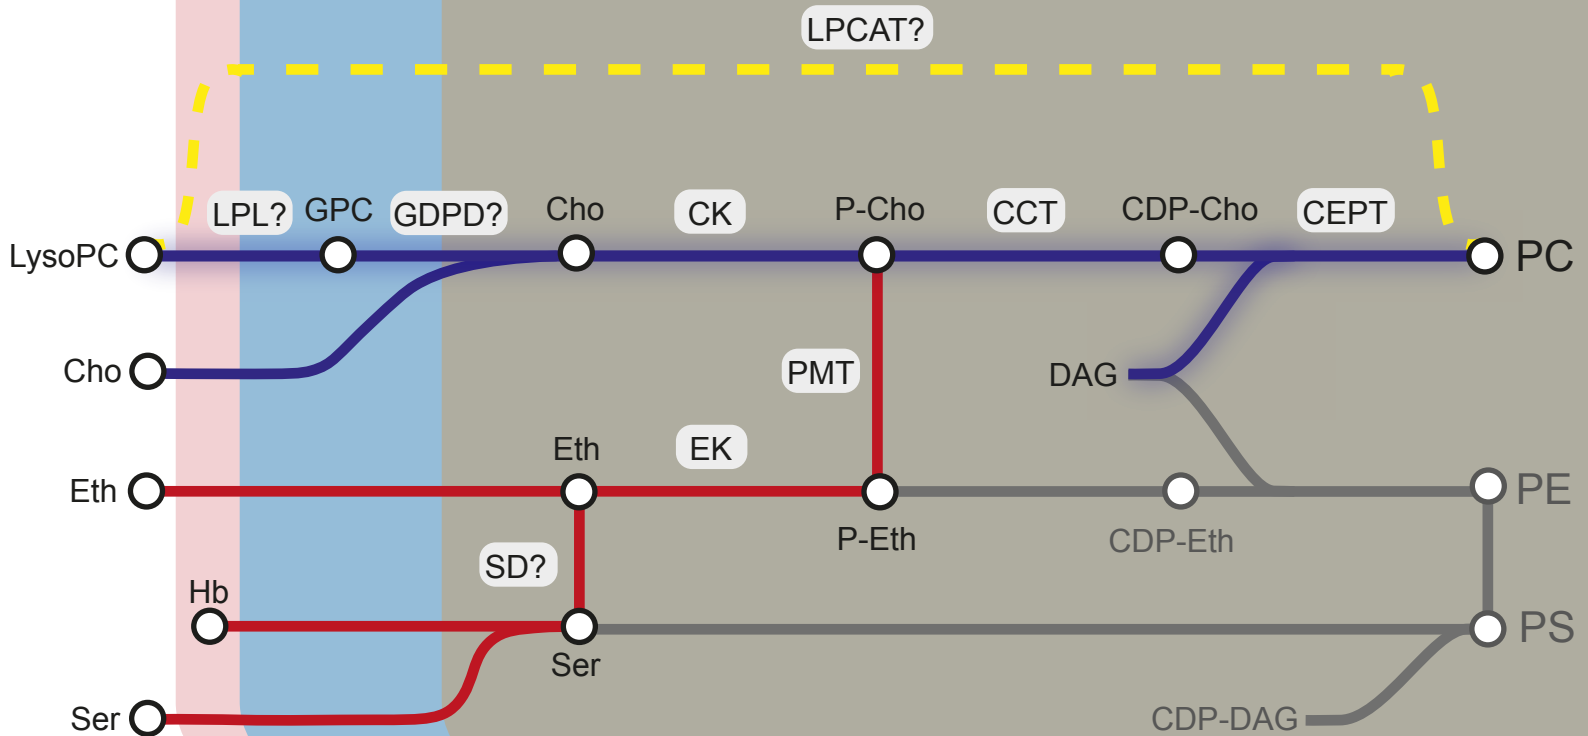 LPCAT?
LPL?
GPC
GDPD?
Cho
CK
P-Cho
CCT
CDP-Cho
CEPT
LysoPC
PC
Cho
PMT
DAG
Eth
EK
Eth
P-Eth
CDP-Eth
PE
SD?
Hb
Ser
PS
Ser
CDP-DAG